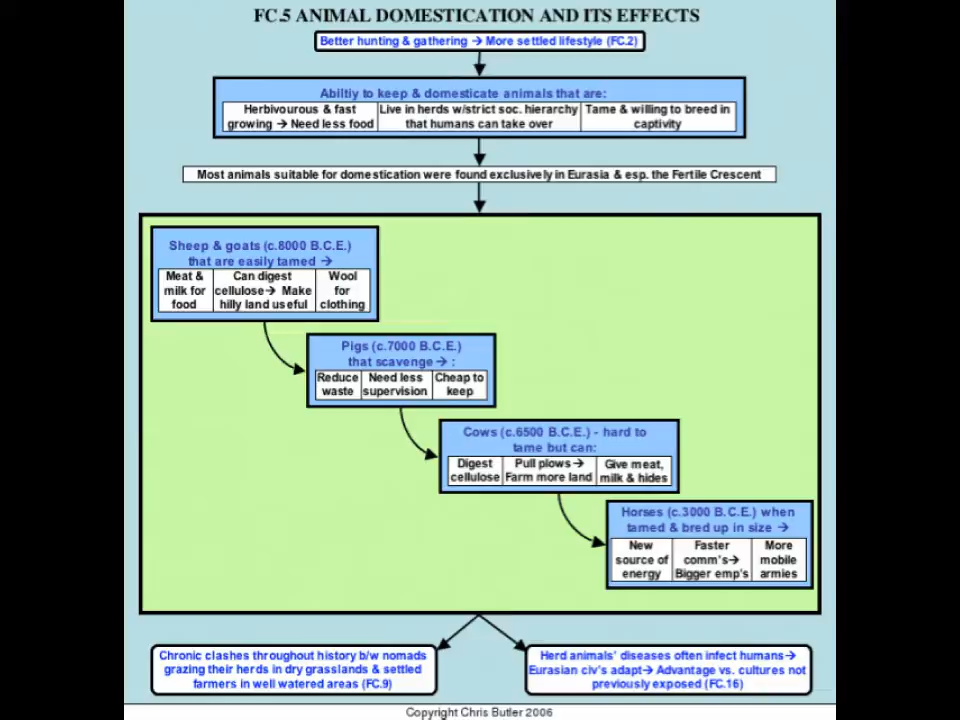 FC.5 ANIMAL DOMESTICATION AND ITS EFFECTS
Better hunting & gathering → More settled lifestyle (FC.2)
Abiltiy to keep & domesticate animals that are:
Herbivourous & fast
growing → Need less food
Live in herds w/strict soc. hierarchy
that humans can take over
Tame & willing to breed in
captivity
Most animals suitable for domestication were found exclusively in Eurasia & esp. the Fertile Crescent
Sheep & goats (c.8000 B.C.E.)
that are easily tamed →
Meat &
milk for
food
Can digest
cellulose→ Make
hilly land useful
Wool
for
clothing
Pigs (c.7000 B.C.E.)
that scavenge → :
Reduce
waste
Need less
supervision
Cheap to
keep
Cows (c.6500 B.C.E.) - hard to
tame but can:
Digest
cellulose
Pull plows→
Farm more land
Give meat,
milk & hides
Horses (c.3000 B.C.E.) when
tamed & bred up in size →
New
source of
energy
Faster
comm's→
Bigger emp's
More
mobile
armies
Chronic clashes throughout history b/w nomads
grazing their herds in dry grasslands & settled
farmers in well watered areas (FC.9)
Herd animals' diseases often infect humans→
Eurasian civ's adapt→ Advantage vs. cultures not
previously exposed (FC.16)
Copyright Chris Butler 2006